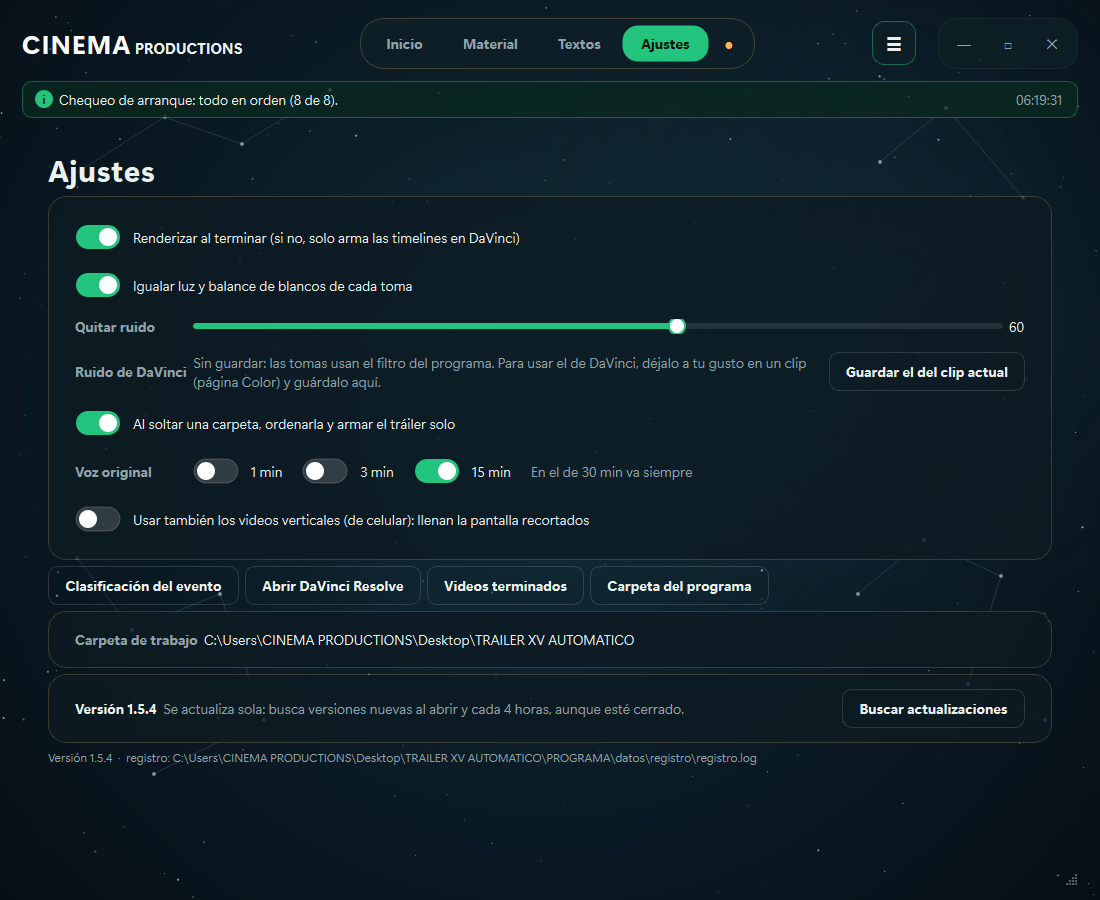 CINEMA PRODUCTIONS
Inicio Material Textos Ajustes
Chequeo de arranque: todo en orden (8 de 8). 06:19:31
Ajustes
Renderizar al terminar (si no, solo arma las timelines en DaVinci)
Igualar luz y balance de blancos de cada toma
Quitar ruido 60
Ruido de DaVinci Sin guardar: las tomas usan el filtro del programa. Para usar el de DaVinci, déjalo a tu gusto en un clip
(página Color) y guárdalo aquí.
Guardar el del clip actual
Al soltar una carpeta, ordenarla y armar el tráiler solo
Voz original 1 min 3 min 15 min En el de 30 min va siempre
Usar también los videos verticales (de celular): llenan la pantalla recortados
Clasificación del evento Abrir DaVinci Resolve Videos terminados Carpeta del programa
Carpeta de trabajo C:\Users\CINEMA PRODUCTIONS\Desktop\TRAILER XV AUTOMATICO
Versión 1.5.4 Se actualiza sola: busca versiones nuevas al abrir y cada 4 horas, aunque esté cerrado. Buscar actualizaciones
Versión 1.5.4 · registro: C:\Users\CINEMA PRODUCTIONS\Desktop\TRAILER XV AUTOMATICO\PROGRAMA\datos\registro\registro.log